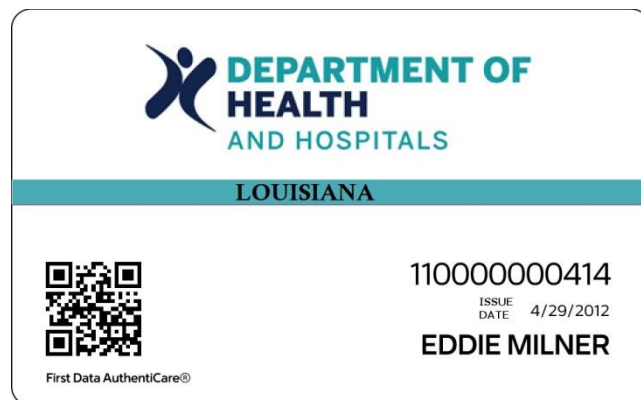 DEPARTMENT OF
HEALTH
AND HOSPITALS
LOUISIANA
110000000414
ISSUE
DATE 4/29/2012
EDDIE MILNER
First Data AuthentiCare®